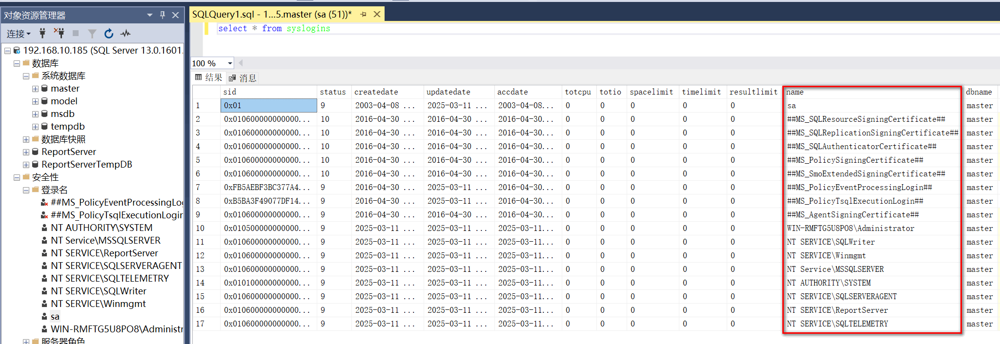 对象资源管理器
连接
192.168.10.185 (SQL Server 13.0.1601.
数据库
系统数据库
master
model
msdb
tempdb
数据库快照
ReportServer
ReportServerTempDB
安全性
登录名
##MS_PolicyEventProcessingLo
##MS_PolicyTsqlExecutionLogin
NT AUTHORITY\SYSTEM
NT Service\MSSQLSERVER
NT SERVICE\ReportServer
NT SERVICE\SQLSERVERAGENT
NT SERVICE\SQLTELEMETRY
NT SERVICE\SQLWriter
NT SERVICE\Winmgmt
sa
WIN-RMFTG5U8PO8\Administr
服务器角色
SQLQuery1.sql - 1...5.master (sa (51))*
select * from syslogins
100 %
结果 消息
sid status createdate updatedate accdate totcpu totio spacelimit timelimit resultlimit name dbname
1 0x01 9 2003-04-08 ... 2025-03-11 ... 2003-04-08... 0 0 0 0 0 sa master
2 0x010600000000000... 10 2016-04-30 ... 2016-04-30 ... 2016-04-30... 0 0 0 0 0 ##MS_SQLResourceSigningCertificate## master
3 0x010600000000000... 10 2016-04-30 ... 2016-04-30 ... 2016-04-30... 0 0 0 0 0 ##MS_SQLReplicationSigningCertificate## master
4 0x010600000000000... 10 2016-04-30 ... 2016-04-30 ... 2016-04-30... 0 0 0 0 0 ##MS_SQLAuthenticatorCertificate## master
5 0x010600000000000... 10 2016-04-30 ... 2016-04-30 ... 2016-04-30... 0 0 0 0 0 ##MS_PolicySigningCertificate## master
6 0x010600000000000... 10 2016-04-30 ... 2016-04-30 ... 2016-04-30... 0 0 0 0 0 ##MS_SmoExtendedSigningCertificate## master
7 0xFB5AEBF3BC377A4... 9 2016-04-30 ... 2025-03-11 ... 2016-04-30... 0 0 0 0 0 ##MS_PolicyEventProcessingLogin## master
8 0xB5BA3F49077DF14... 9 2016-04-30 ... 2025-03-11 ... 2016-04-30... 0 0 0 0 0 ##MS_PolicyTsqlExecutionLogin## master
9 0x010600000000000... 9 2016-04-30 ... 2016-04-30 ... 2016-04-30... 0 0 0 0 0 ##MS_AgentSigningCertificate## master
10 0x010500000000000... 9 2025-03-11 ... 2025-03-11 ... 2025-03-11... 0 0 0 0 0 WIN-RMFTG5U8PO8\Administrator master
11 0x010600000000000... 9 2025-03-11 ... 2025-03-11 ... 2025-03-11... 0 0 0 0 0 NT SERVICE\SQLWriter master
12 0x010600000000000... 9 2025-03-11 ... 2025-03-11 ... 2025-03-11... 0 0 0 0 0 NT SERVICE\Winmgmt master
13 0x010600000000000... 9 2025-03-11 ... 2025-03-11 ... 2025-03-11... 0 0 0 0 0 NT Service\MSSQLSERVER master
14 0x010100000000000... 9 2025-03-11 ... 2025-03-11 ... 2025-03-11... 0 0 0 0 0 NT AUTHORITY\SYSTEM master
15 0x010600000000000... 9 2025-03-11 ... 2025-03-11 ... 2025-03-11... 0 0 0 0 0 NT SERVICE\SQLSERVERAGENT master
16 0x010600000000000... 9 2025-03-11 ... 2025-03-11 ... 2025-03-11... 0 0 0 0 0 NT SERVICE\ReportServer master
17 0x010600000000000... 9 2025-03-11 ... 2025-03-11 ... 2025-03-11... 0 0 0 0 0 NT SERVICE\SQLTELEMETRY master